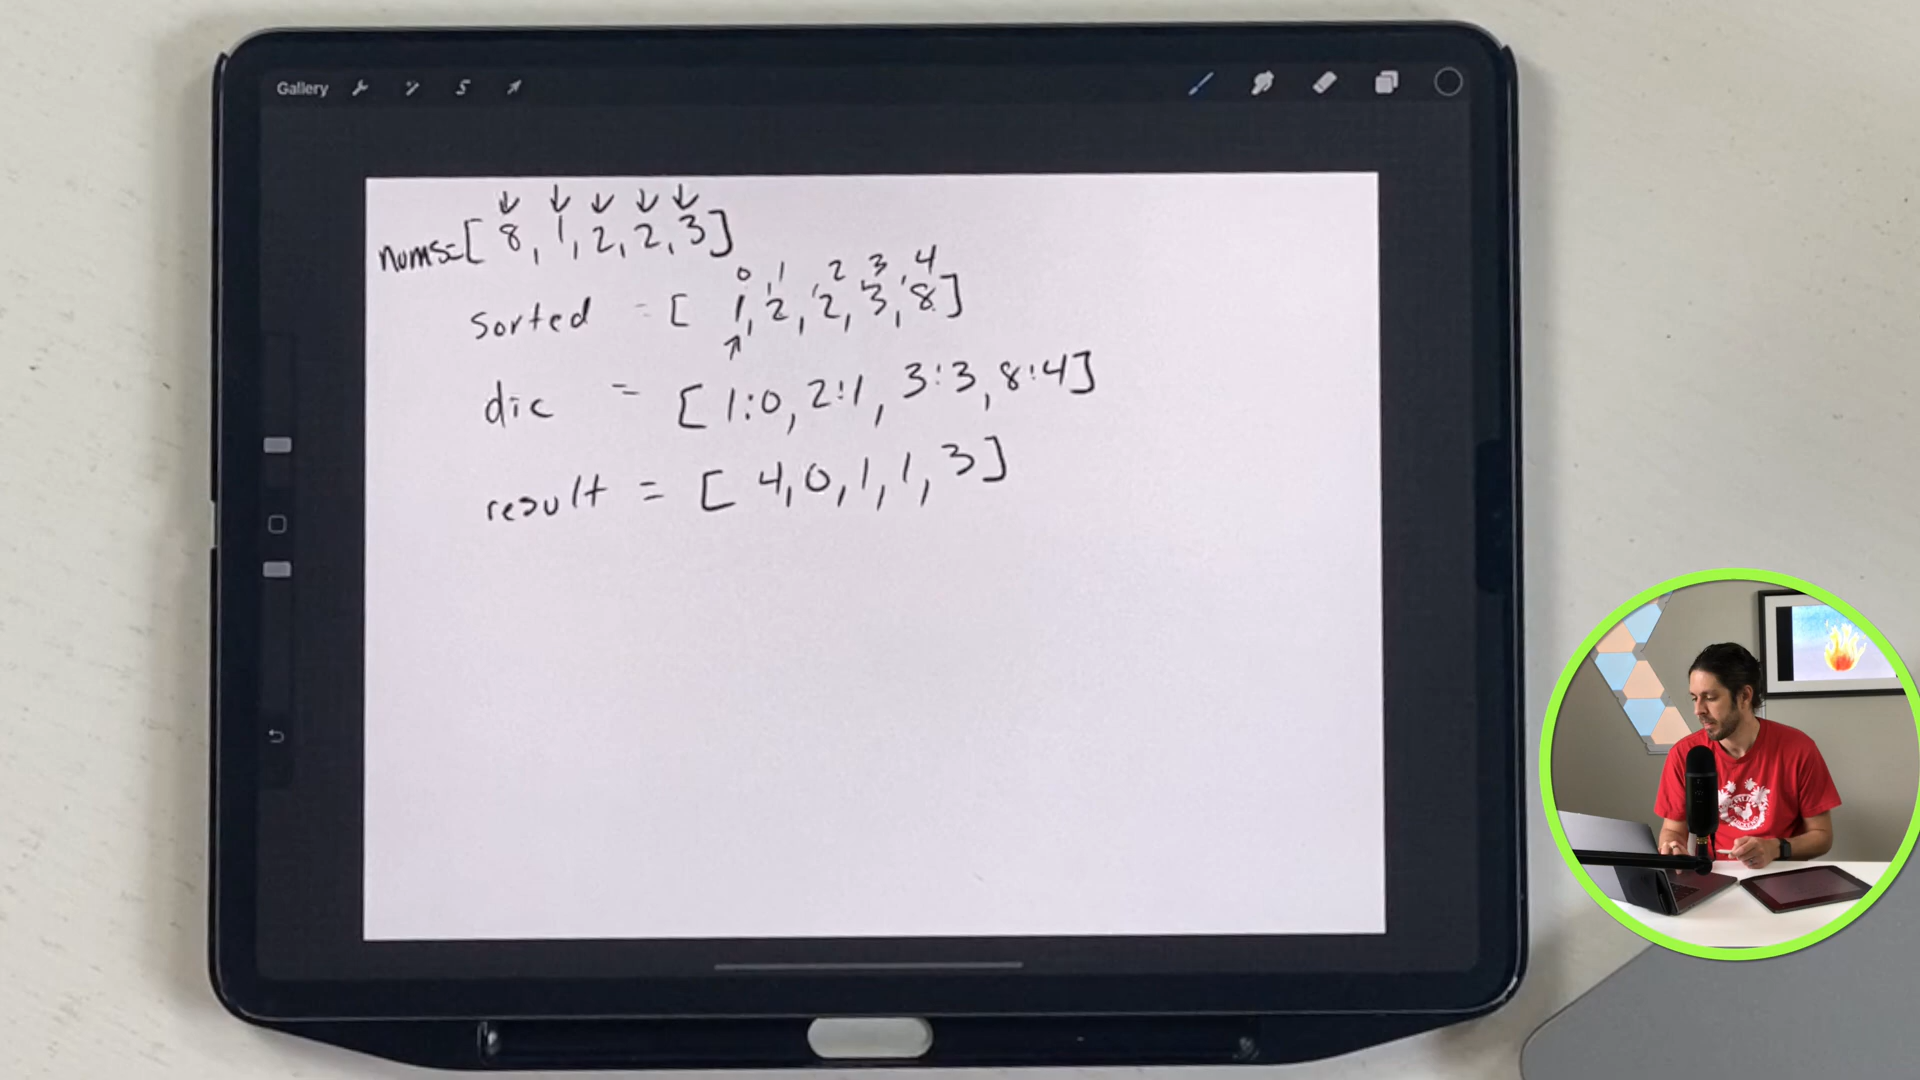 Gallery
nums=[ 8, 1, 2, 2, 3]
0 1 2 3 4
sorted = [ 1, 2, 2, 3, 8]
dic = [ 1:0, 2:1, 3:3, 8:4]
result = [ 4, 0, 1, 1, 3]